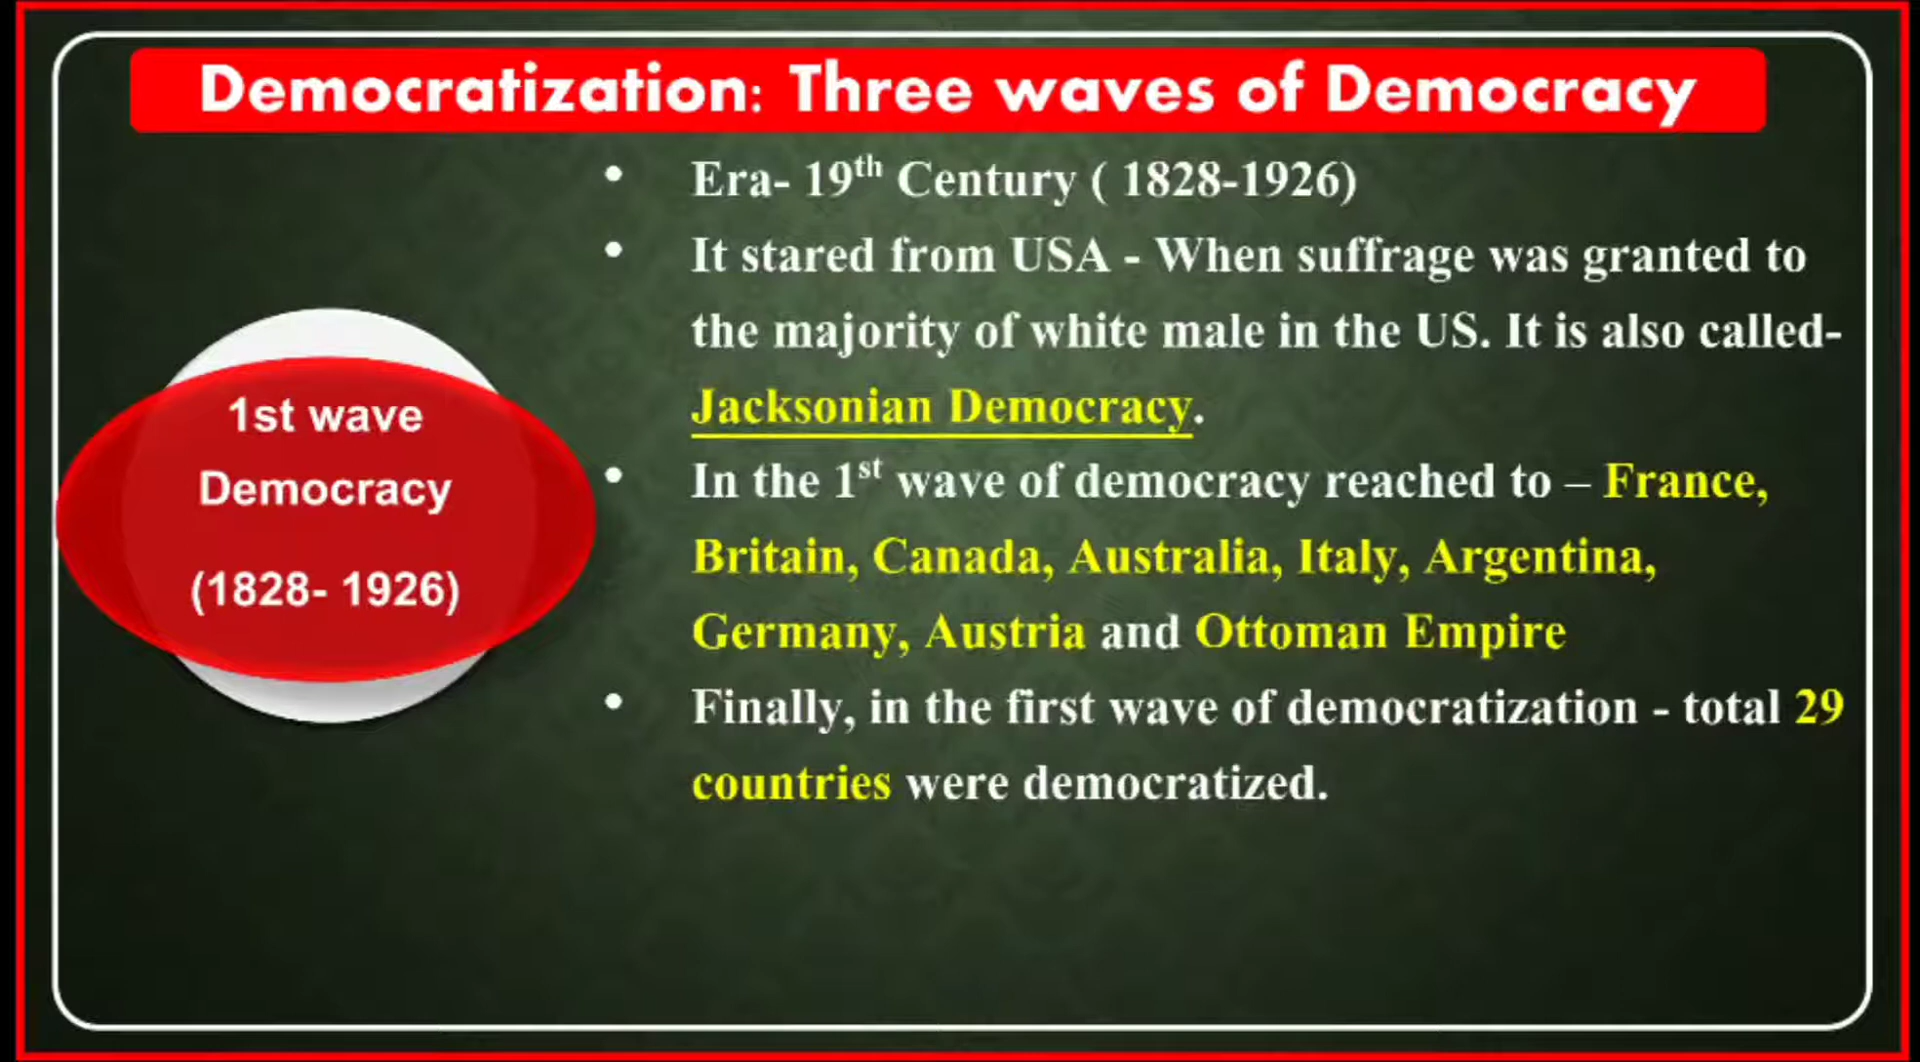 Democratization: Three waves of Democracy
1st wave
Democracy
(1828- 1926)
• Era- 19th Century ( 1828-1926)
• It stared from USA - When suffrage was granted to
the majority of white male in the US. It is also called-
Jacksonian Democracy.
• In the 1st wave of democracy reached to – France,
Britain, Canada, Australia, Italy, Argentina,
Germany, Austria and Ottoman Empire
• Finally, in the first wave of democratization - total 29
countries were democratized.